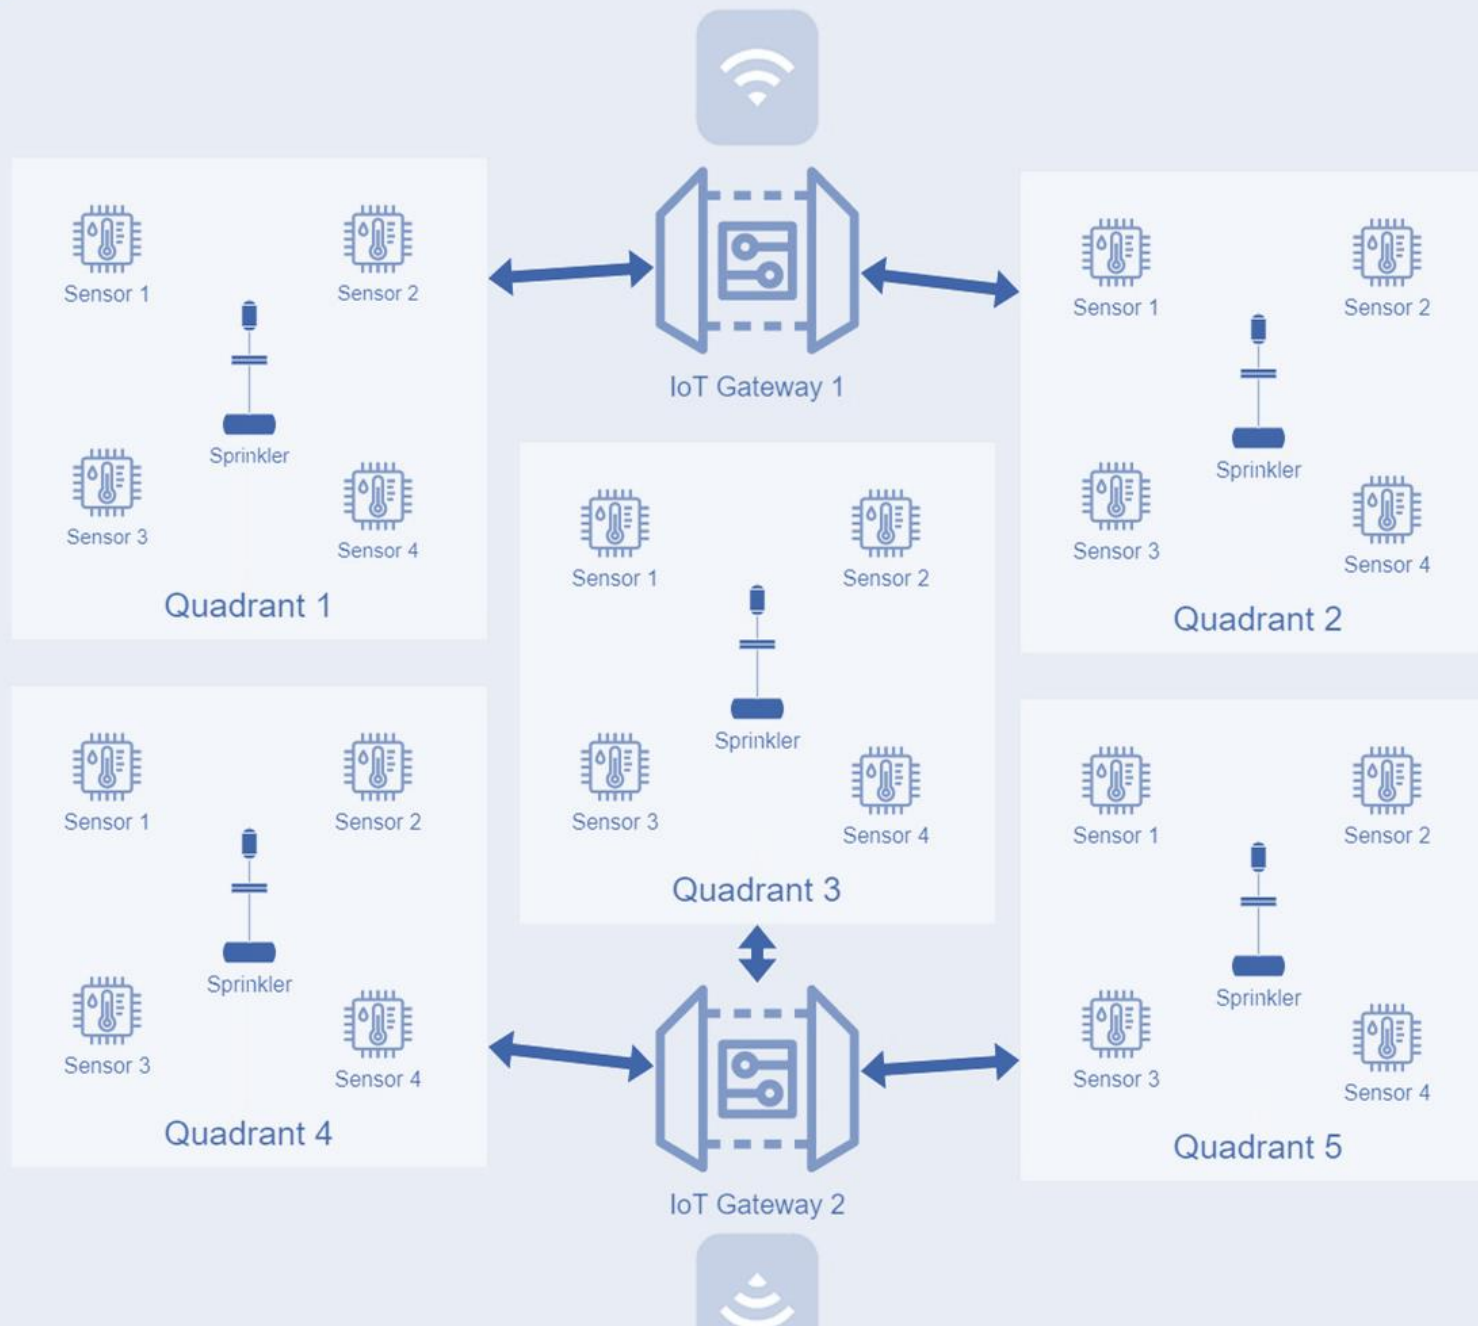 IoT Gateway 1
Sensor 1
Sensor 2
Sprinkler
Sensor 3
Sensor 4
Quadrant 1
Sensor 1
Sensor 2
Sprinkler
Sensor 3
Sensor 4
Quadrant 2
Sensor 1
Sensor 2
Sprinkler
Sensor 3
Sensor 4
Quadrant 3
Sensor 1
Sensor 2
Sprinkler
Sensor 3
Sensor 4
Quadrant 4
Sensor 1
Sensor 2
Sprinkler
Sensor 3
Sensor 4
Quadrant 5
IoT Gateway 2